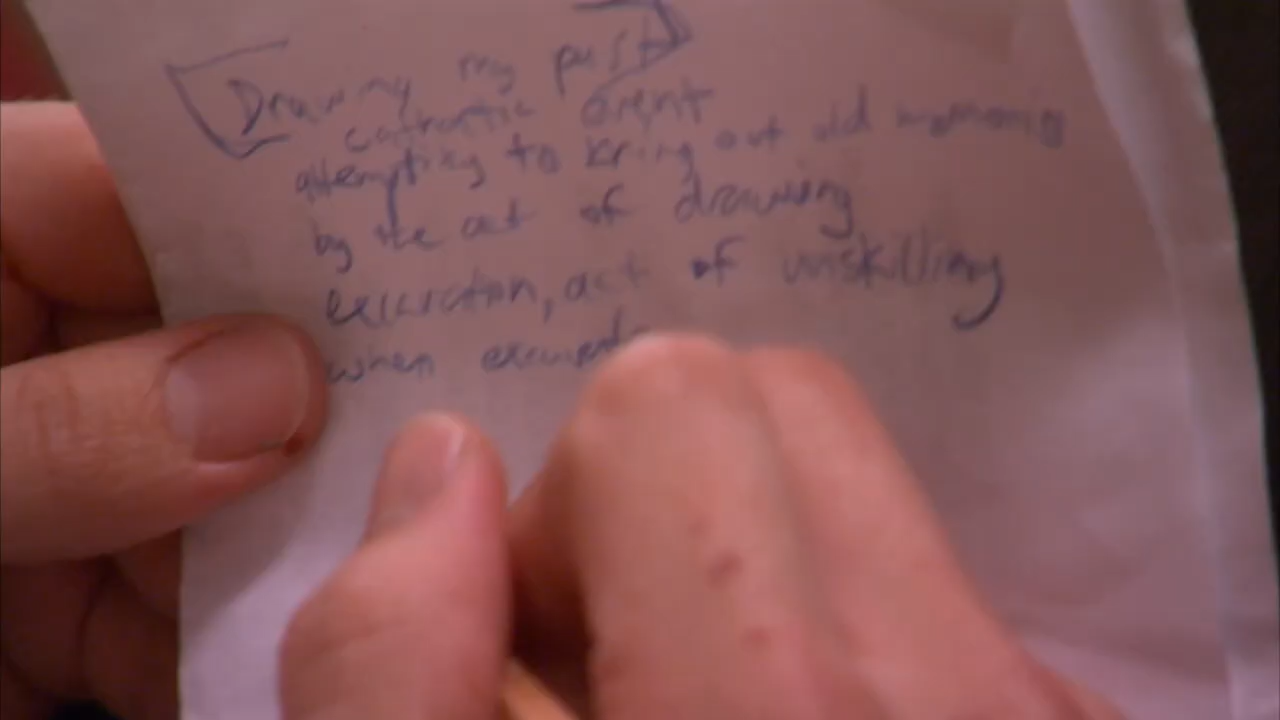 Drawing my past
cathartic event
attempting to bring out old memories
by the act of drawing
act of unskilling
when